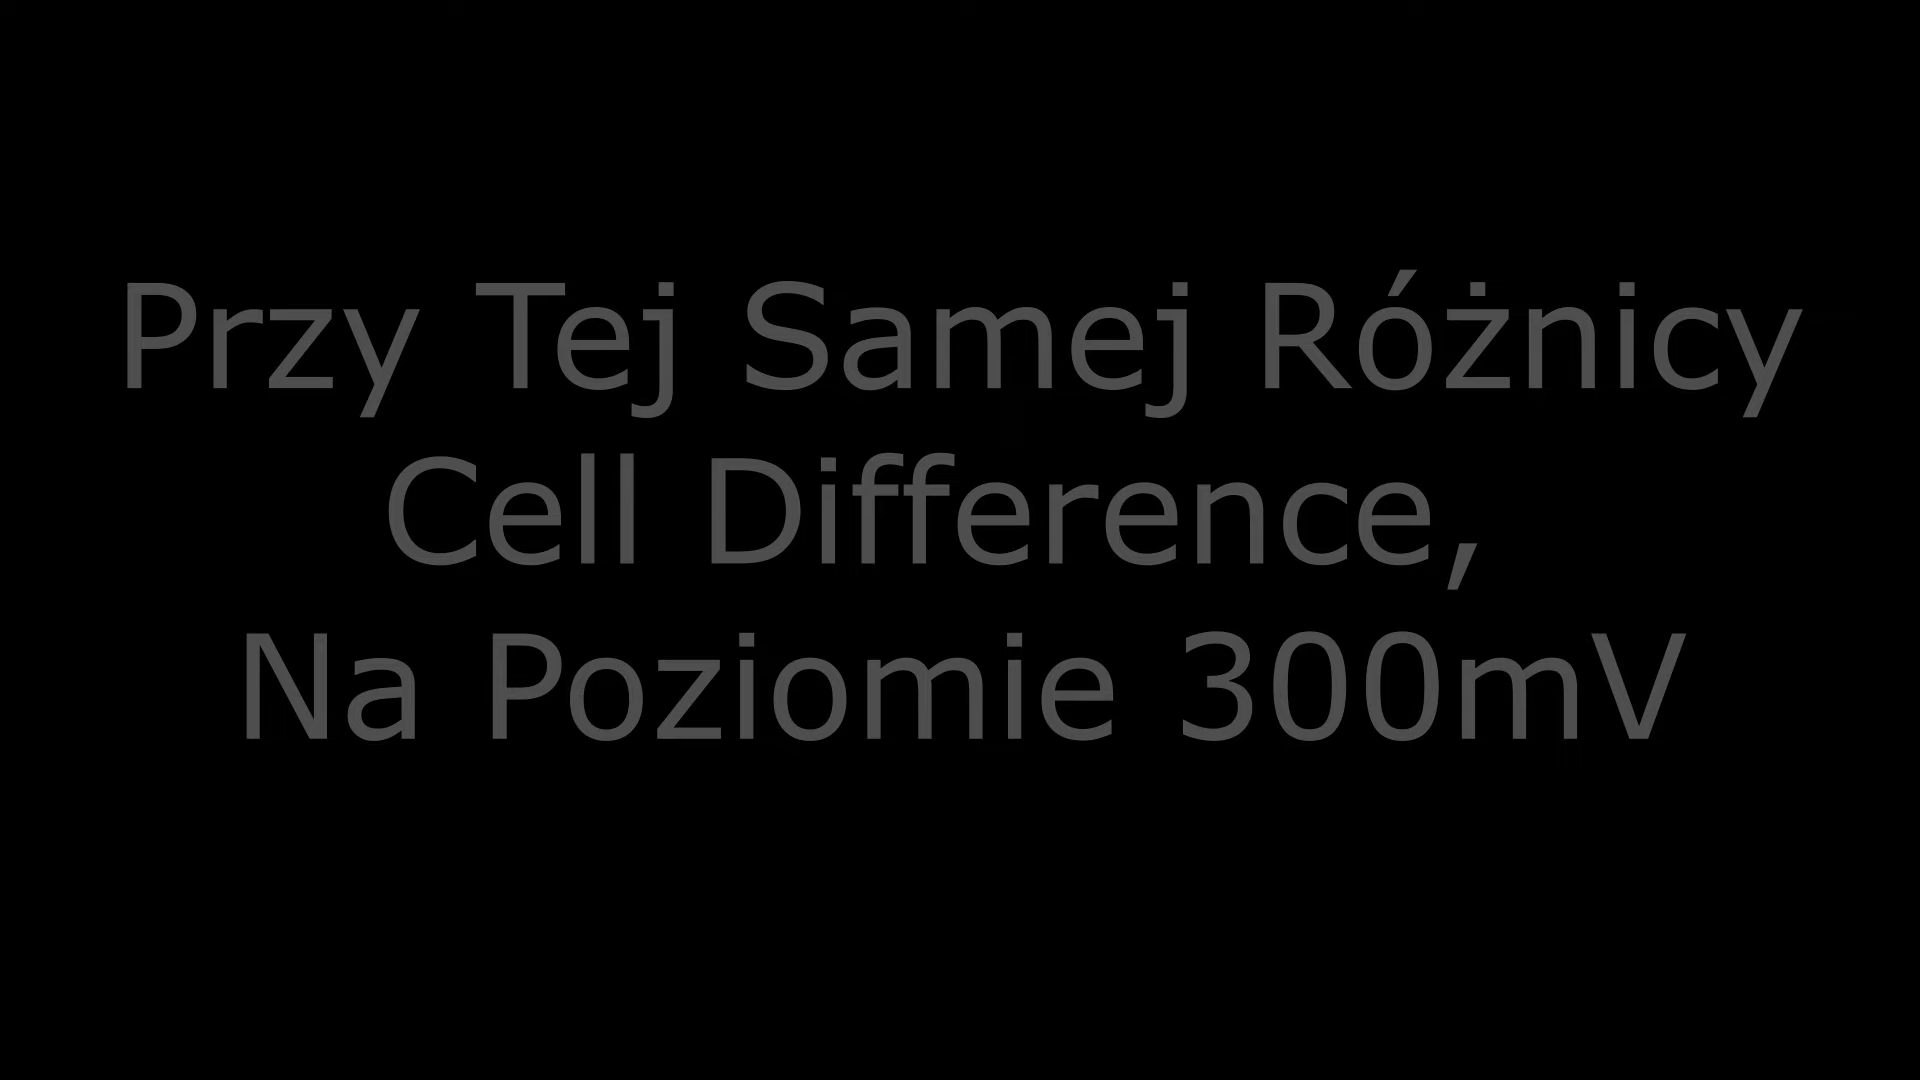 Przy Tej Samej Różnicy
Cell Difference,
Na Poziomie 300mV